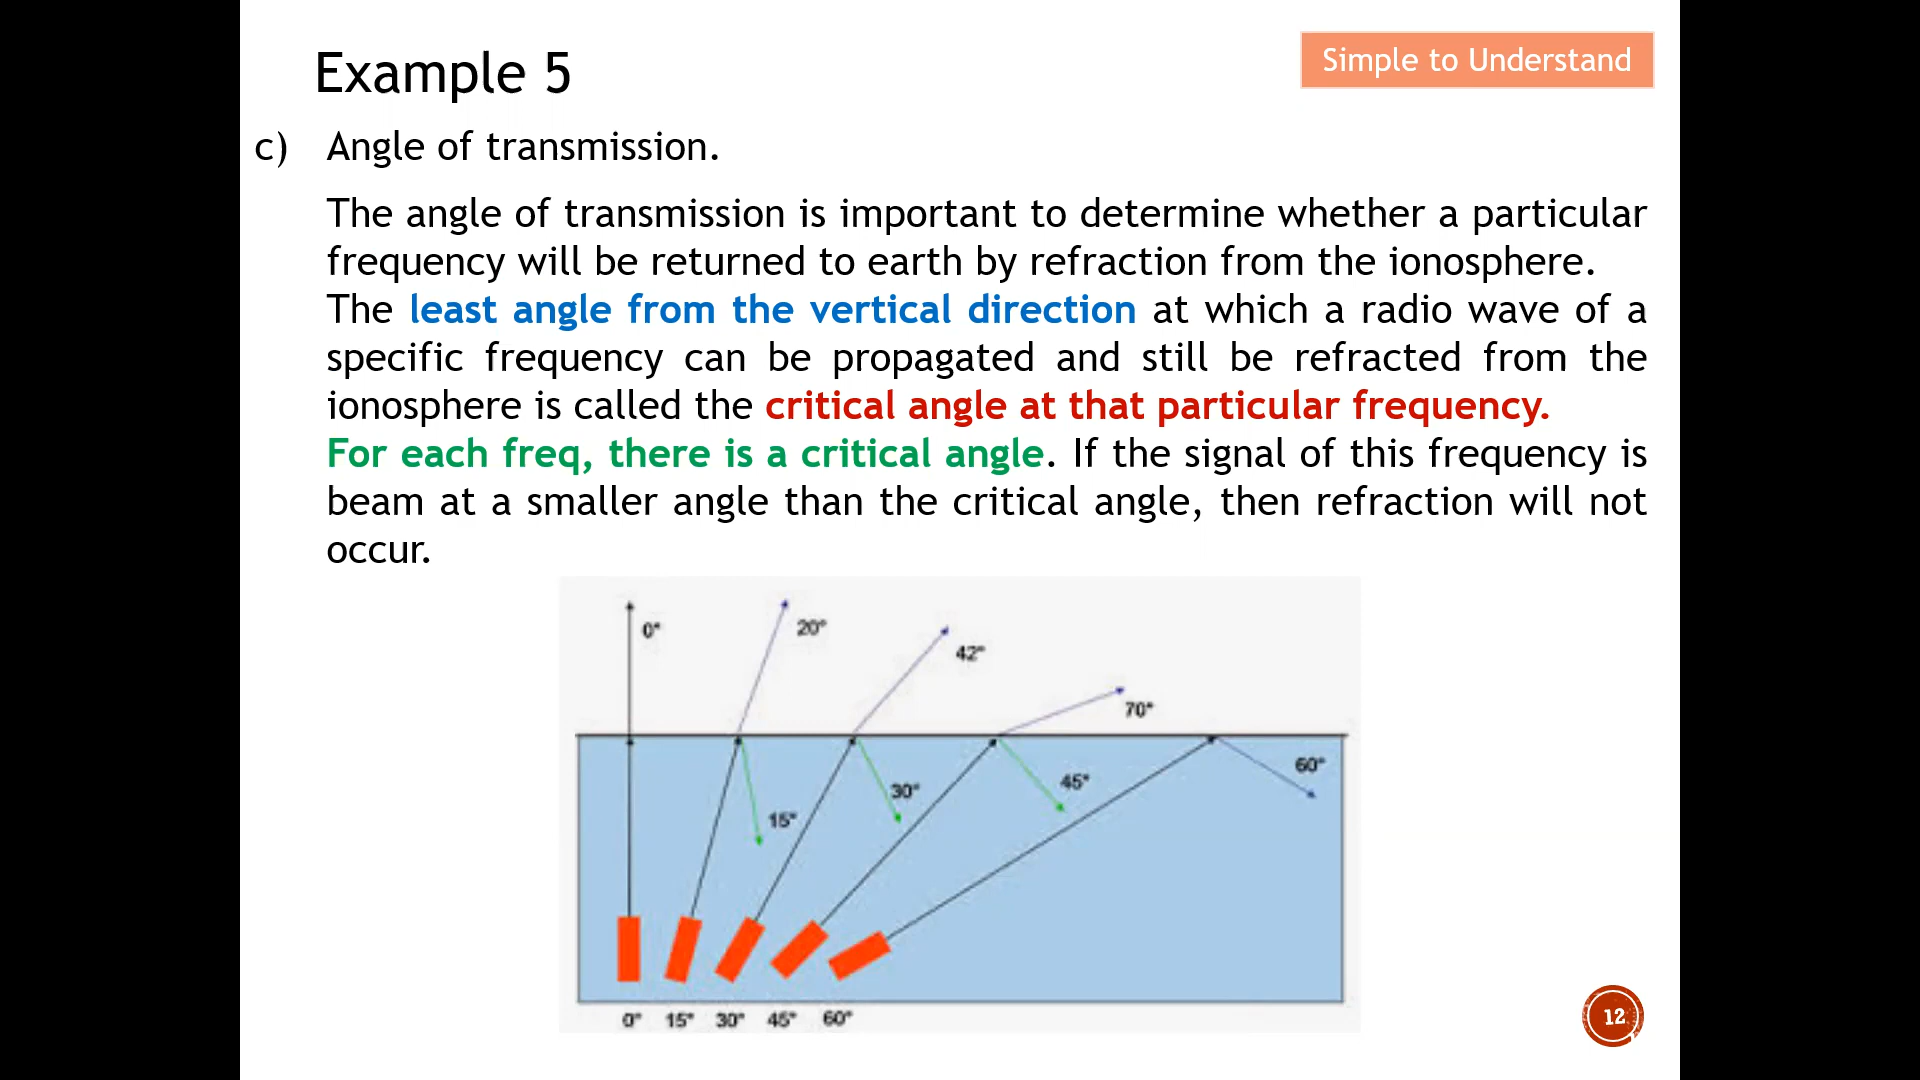 Example 5
Simple to Understand
c) Angle of transmission.
The angle of transmission is important to determine whether a particular
frequency will be returned to earth by refraction from the ionosphere.
The least angle from the vertical direction at which a radio wave of a
specific frequency can be propagated and still be refracted from the
ionosphere is called the critical angle at that particular frequency.
For each freq, there is a critical angle. If the signal of this frequency is
beam at a smaller angle than the critical angle, then refraction will not
occur.
0°
20°
42°
70°
15°
30°
45°
60°
0° 15° 30° 45° 60°
12